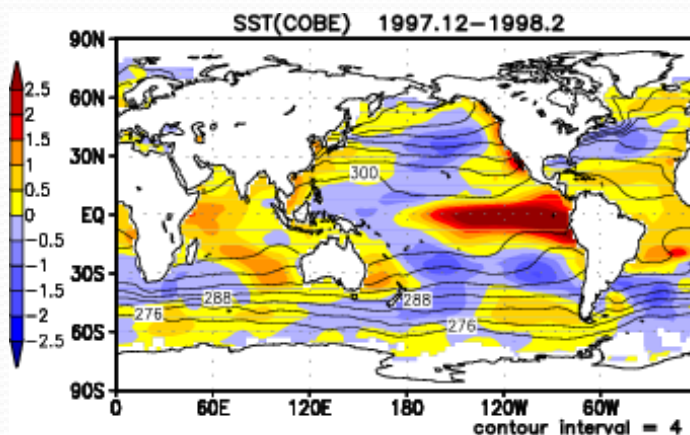 SST(COBE) 1997.12−1998.2
90N
60N
30N
EQ
30S
60S
90S
0 60E 120E 180 120W 60W
contour interval = 4
2.5
2
1.5
1
0.5
0
−0.5
−1
−1.5
−2
−2.5
300
288
288
276
276